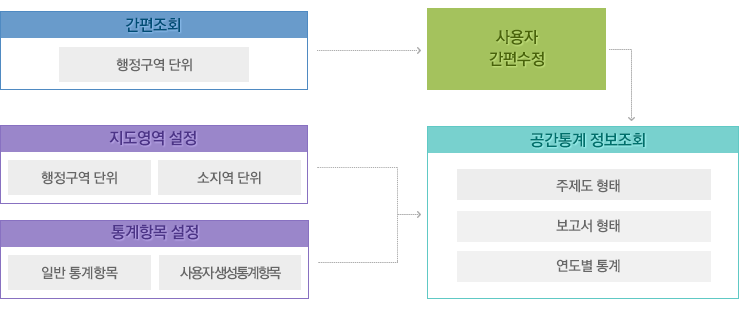 간편조회
행정구역 단위
사용자
간편수정
지도영역 설정
행정구역 단위
소지역 단위
통계항목 설정
일반 통계항목
사용자생성통계항목
공간통계 정보조회
주제도 형태
보고서 형태
연도별 통계